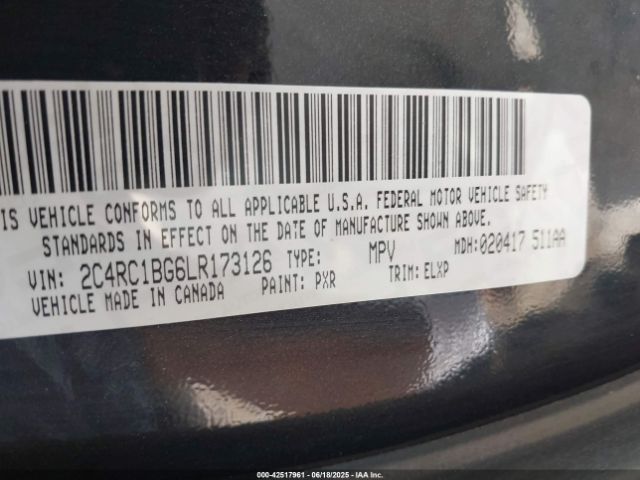 IS VEHICLE CONFORMS TO ALL APPLICABLE U.S.A. FEDERAL MOTOR VEHICLE SAFETY
STANDARDS IN EFFECT ON THE DATE OF MANUFACTURE SHOWN ABOVE.
VIN: 2C4RC1BG6LR173126 TYPE: MPV MDH:020417 511AA
VEHICLE MADE IN CANADA PAINT: PXR TRIM: ELXP
000-42517961 - 06/18/2025 - IAA Inc.